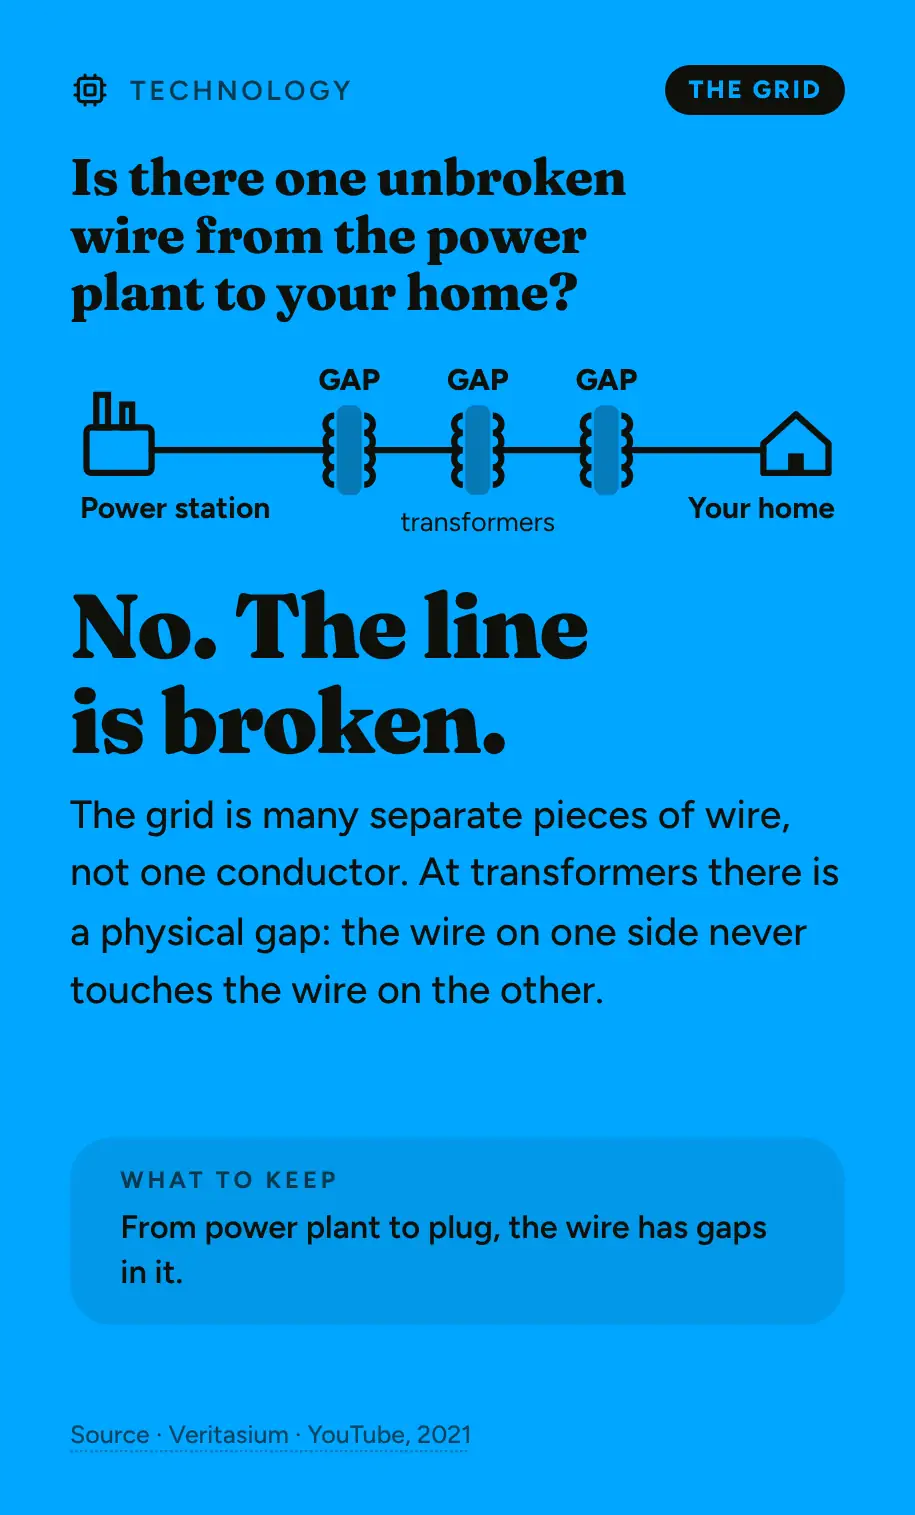 TECHNOLOGY
THE GRID
Is there one unbroken
wire from the power
plant to your home?
GAP GAP GAP
Power station
transformers
Your home
No. The line
is broken.
The grid is many separate pieces of wire,
not one conductor. At transformers there is
a physical gap: the wire on one side never
touches the wire on the other.
WHAT TO KEEP
From power plant to plug, the wire has gaps
in it.
Source · Veritasium · YouTube, 2021